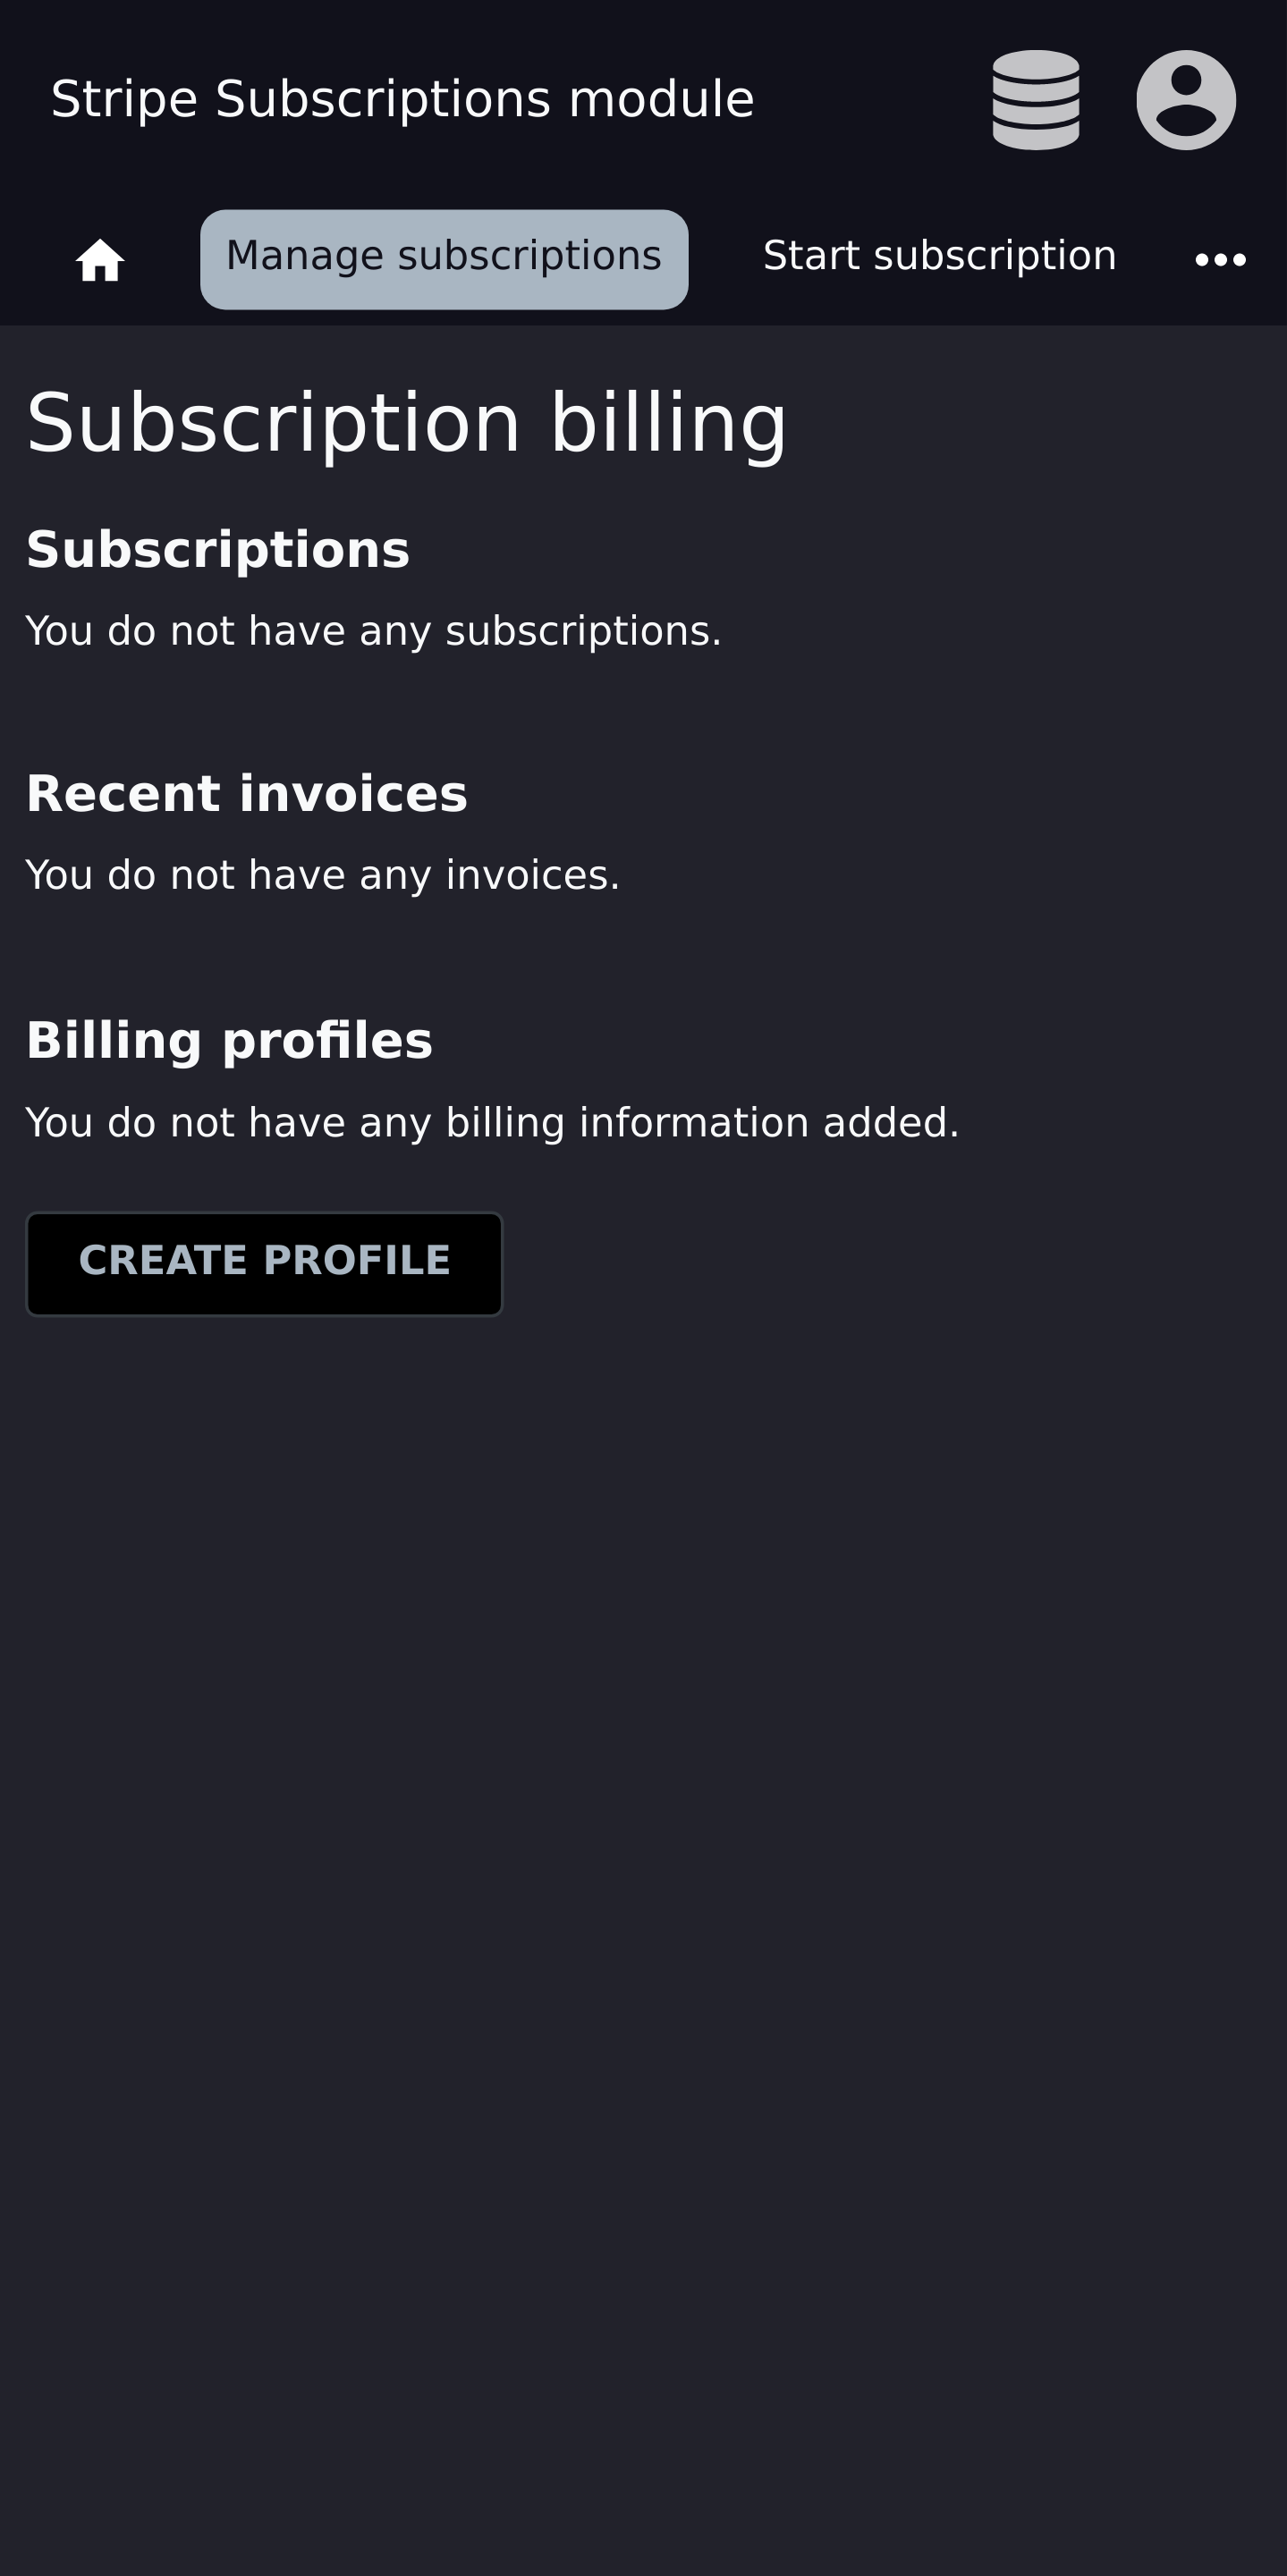 Stripe Subscriptions module
Manage subscriptions
Start subscription
Subscription billing
Subscriptions
You do not have any subscriptions.
Recent invoices
You do not have any invoices.
Billing profiles
You do not have any billing information added.
CREATE PROFILE